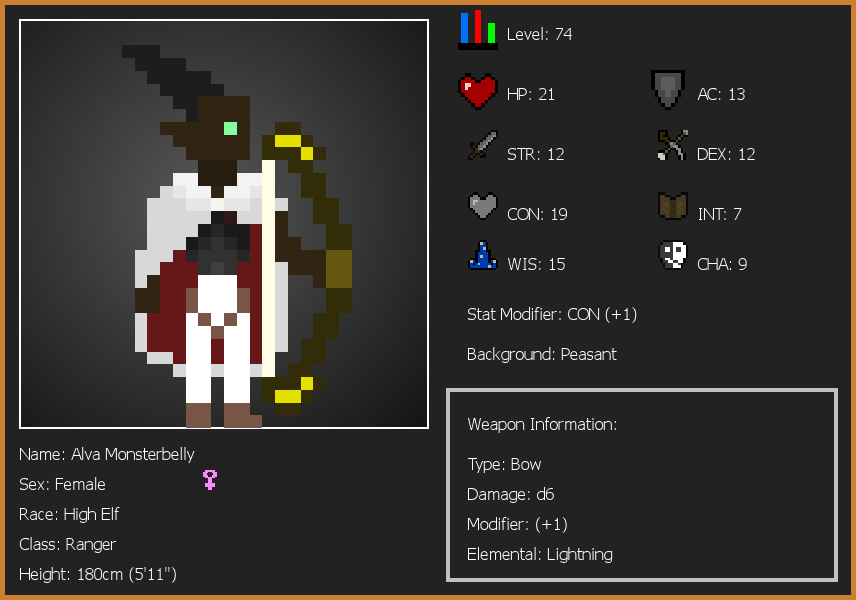 Level: 74
HP: 21
AC: 13
STR: 12
DEX: 12
CON: 19
INT: 7
WIS: 15
CHA: 9
Stat Modifier: CON (+1)
Background: Peasant
Weapon Information:
Type: Bow
Damage: d6
Modifier: (+1)
Elemental: Lightning
Name: Alva Monsterbelly
Sex: Female
Race: High Elf
Class: Ranger
Height: 180cm (5'11")